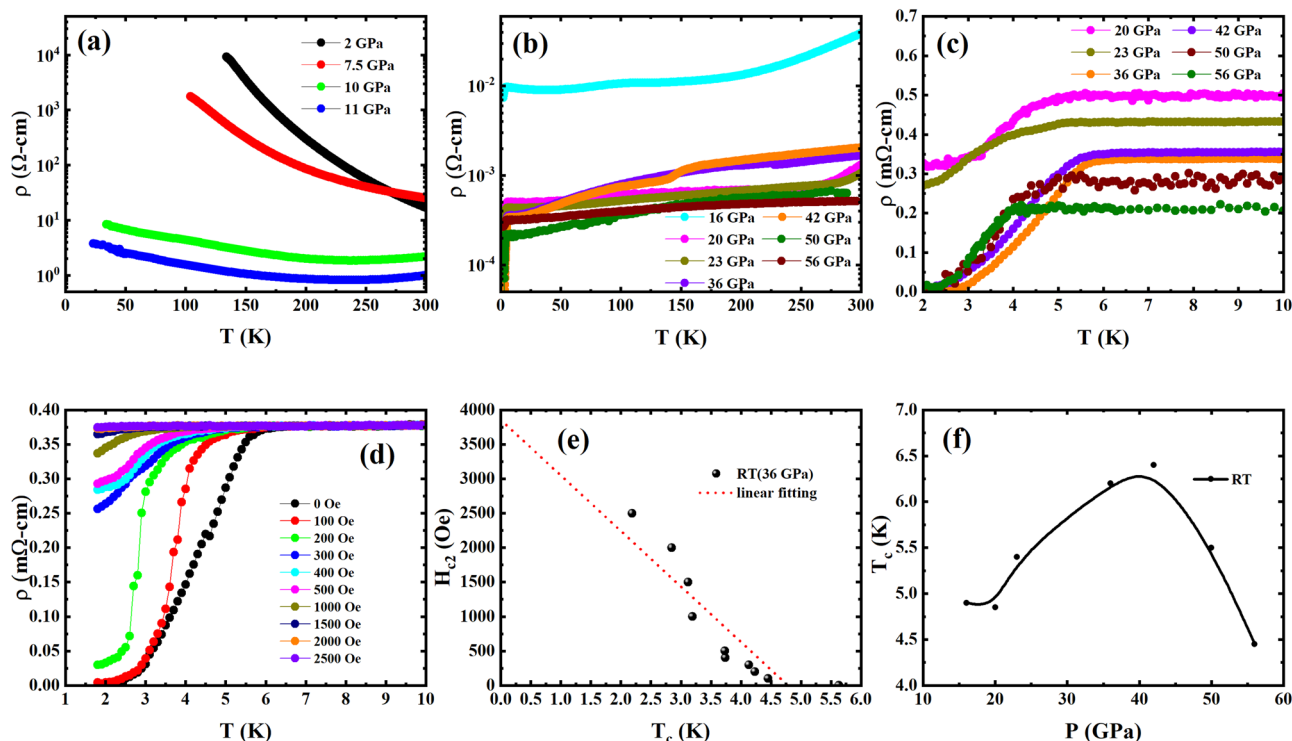 (a)
2 GPa
7.5 GPa
10 GPa
11 GPa
ρ (Ω-cm)
10⁴
10³
10²
10¹
10⁰
0 50 100 150 200 250 300
T (K)
(b)
ρ (Ω-cm)
10⁻²
10⁻³
10⁻⁴
16 GPa
20 GPa
23 GPa
36 GPa
42 GPa
50 GPa
56 GPa
0 50 100 150 200 250 300
T (K)
(c)
20 GPa
23 GPa
36 GPa
42 GPa
50 GPa
56 GPa
ρ (mΩ-cm)
0.7
0.6
0.5
0.4
0.3
0.2
0.1
0.0
2 3 4 5 6 7 8 9 10
T (K)
(d)
ρ (mΩ-cm)
0.40
0.35
0.30
0.25
0.20
0.15
0.10
0.05
0.00
0 Oe
100 Oe
200 Oe
300 Oe
400 Oe
500 Oe
1000 Oe
1500 Oe
2000 Oe
2500 Oe
1 2 3 4 5 6 7 8 9 10
T (K)
(e)
RT(36 GPa)
linear fitting
H_c2 (Oe)
4000
3500
3000
2500
2000
1500
1000
500
0
0.0 0.5 1.0 1.5 2.0 2.5 3.0 3.5 4.0 4.5 5.0 5.5 6.0
T_c (K)
(f)
RT
T_c (K)
7.0
6.5
6.0
5.5
5.0
4.5
4.0
10 20 30 40 50 60
P (GPa)